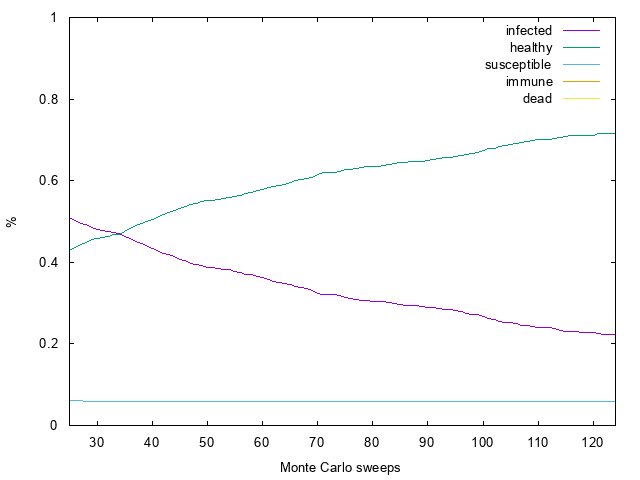 1
0.8
0.6
0.4
0.2
0
%
infected
healthy
susceptible
immune
dead
30 40 50 60 70 80 90 100 110 120
Monte Carlo sweeps